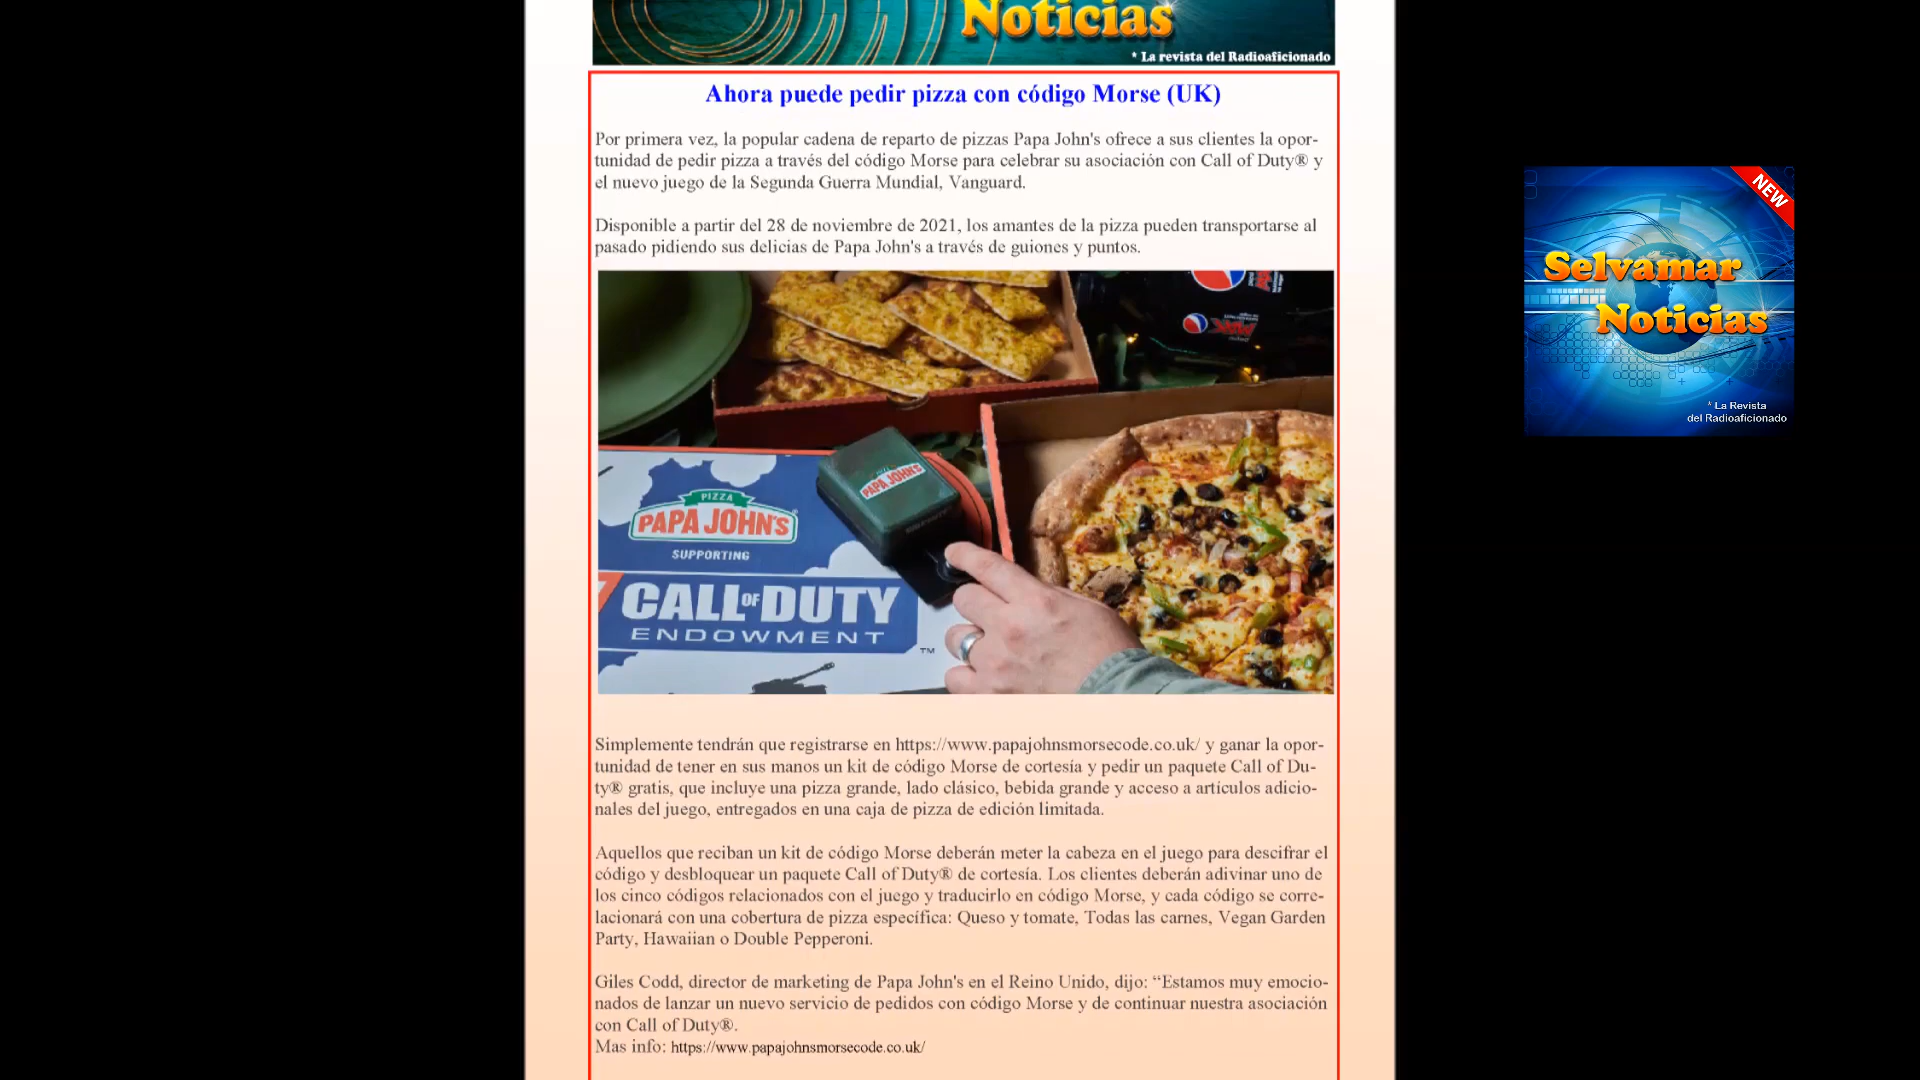 Noticias
* La revista del Radioaficionado
Ahora puede pedir pizza con código Morse (UK)
Por primera vez, la popular cadena de reparto de pizzas Papa John's ofrece a sus clientes la opor-
tunidad de pedir pizza a través del código Morse para celebrar su asociación con Call of Duty® y
el nuevo juego de la Segunda Guerra Mundial, Vanguard.
Disponible a partir del 28 de noviembre de 2021, los amantes de la pizza pueden transportarse al
pasado pidiendo sus delicias de Papa John's a través de guiones y puntos.
PAPA JOHN'S
PIZZA
PAPA JOHN'S®
SUPPORTING
CALL OF DUTY
ENDOWMENT ™
Simplemente tendrán que registrarse en https://www.papajohnsmorsecode.co.uk/ y ganar la opor-
tunidad de tener en sus manos un kit de código Morse de cortesía y pedir un paquete Call of Du-
ty® gratis, que incluye una pizza grande, lado clásico, bebida grande y acceso a artículos adicio-
nales del juego, entregados en una caja de pizza de edición limitada.
Aquellos que reciban un kit de código Morse deberán meter la cabeza en el juego para descifrar el
código y desbloquear un paquete Call of Duty® de cortesía. Los clientes deberán adivinar uno de
los cinco códigos relacionados con el juego y traducirlo en código Morse, y cada código se corre-
lacionará con una cobertura de pizza específica: Queso y tomate, Todas las carnes, Vegan Garden
Party, Hawaiian o Double Pepperoni.
Giles Codd, director de marketing de Papa John's en el Reino Unido, dijo: “Estamos muy emocio-
nados de lanzar un nuevo servicio de pedidos con código Morse y de continuar nuestra asociación
con Call of Duty®.
Mas info: https://www.papajohnsmorsecode.co.uk/
NEW
Selvamar
Noticias
* La Revista
del Radioaficionado